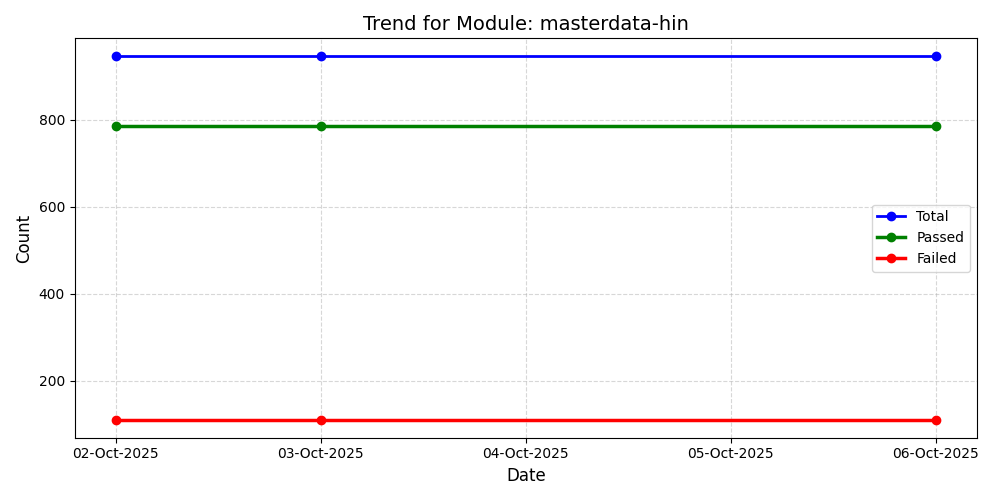 Trend for Module: masterdata-hin
800
600
400
200
Count
Total
Passed
Failed
02-Oct-2025 03-Oct-2025 04-Oct-2025 05-Oct-2025 06-Oct-2025
Date